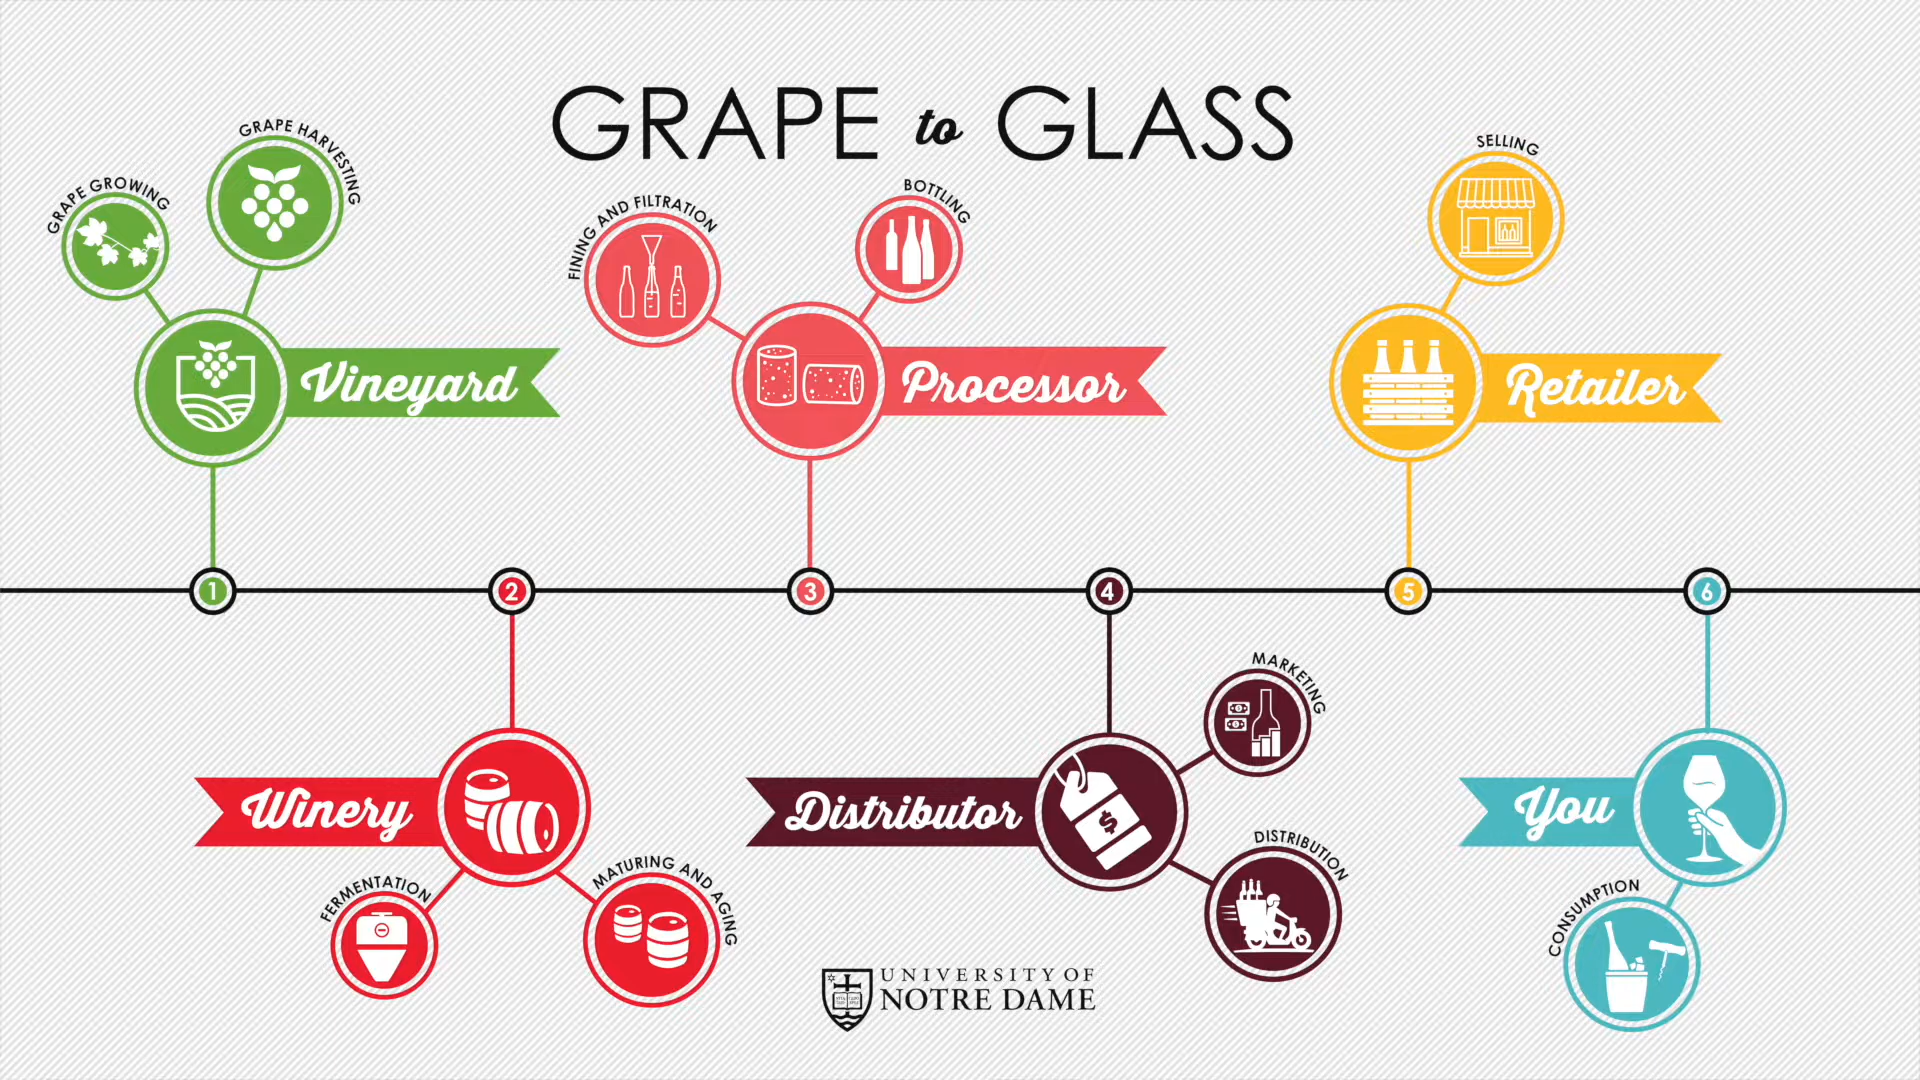 GRAPE to GLASS
GRAPE GROWING
GRAPE HARVESTING
Vineyard
FINING AND FILTRATION
BOTTLING
Processor
SELLING
Retailer
1
2
3
4
5
6
Winery
FERMENTATION
MATURING AND AGING
Distributor
$
MARKETING
DISTRIBUTION
You
CONSUMPTION
UNIVERSITY OF
NOTRE DAME